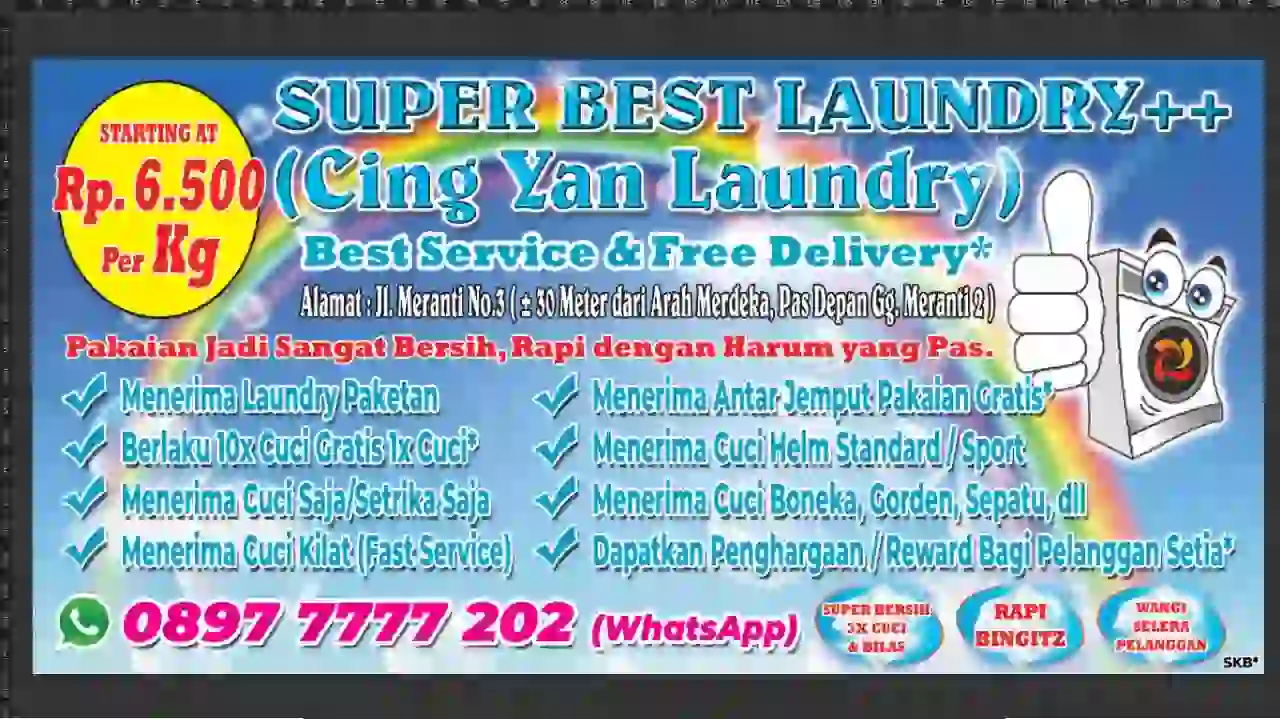 SUPER BEST LAUNDRY++
(Cing Yan Laundry)
STARTING AT
Rp. 6.500
Per Kg
Best Service & Free Delivery*
Alamat : Jl. Meranti No.3 ( ± 30 Meter dari Arah Merdeka, Pas Depan Gg. Meranti 2 )
Pakaian Jadi Sangat Bersih, Rapi dengan Harum yang Pas.
Menerima Laundry Paketan
Berlaku 10x Cuci Gratis 1x Cuci*
Menerima Cuci Saja/Setrika Saja
Menerima Cuci Kilat (Fast Service)
Menerima Antar Jemput Pakaian Gratis*
Menerima Cuci Helm Standard / Sport
Menerima Cuci Boneka, Gorden, Sepatu, dll
Dapatkan Penghargaan / Reward Bagi Pelanggan Setia*
0897 7777 202 (WhatsApp)
SUPER BERSIH
3X CUCI
& BILAS
RAPI
BINGITZ
WANGI
SELERA
PELANGGAN
SKB*